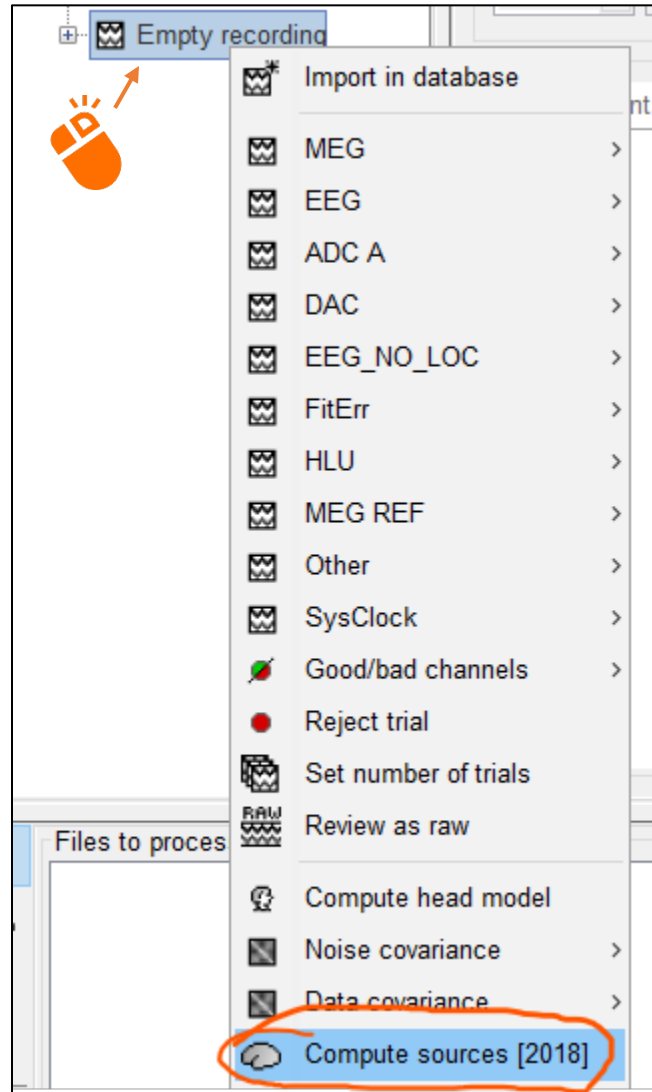 Empty recording
Import in database
nt
MEG
EEG
ADC A
DAC
EEG_NO_LOC
FitErr
HLU
MEG REF
Other
SysClock
Good/bad channels
Reject trial
Set number of trials
RAW
Review as raw
Files to proces
Compute head model
Noise covariance
Data covariance
Compute sources [2018]